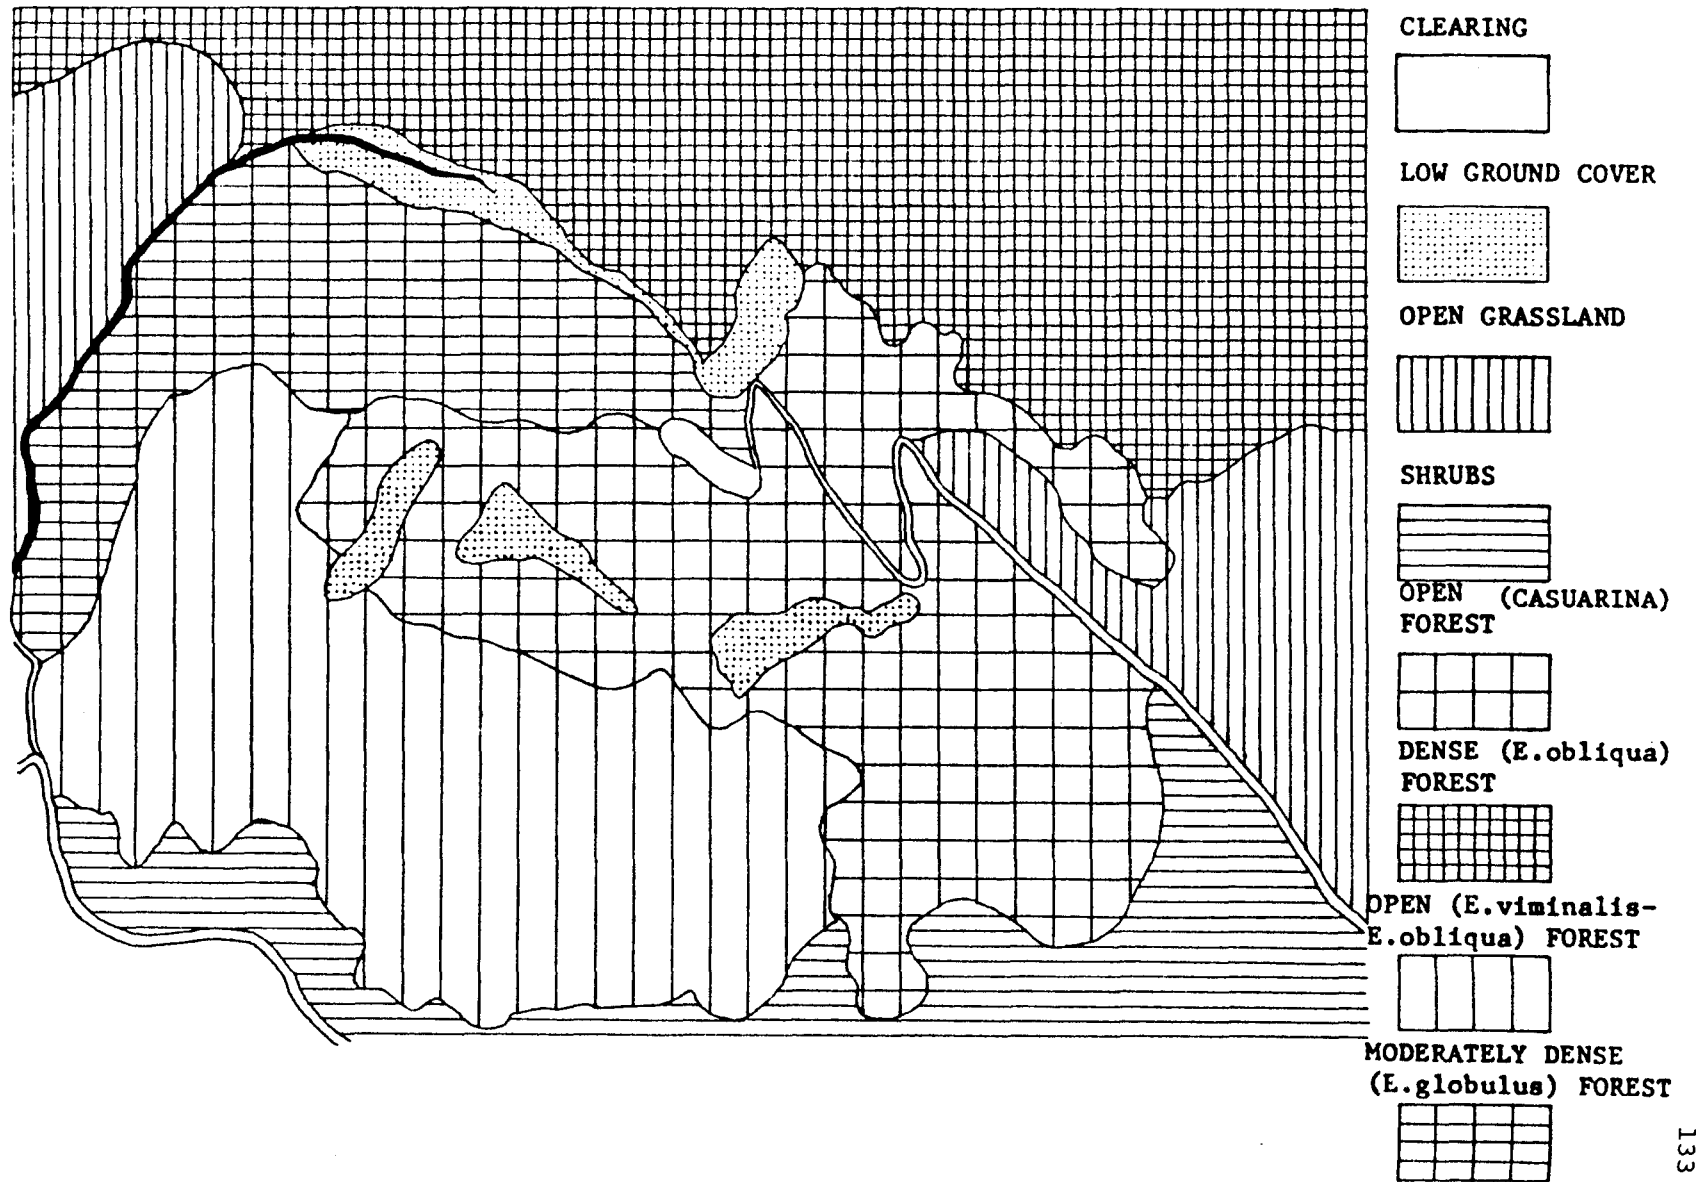 CLEARING
LOW GROUND COVER
OPEN GRASSLAND
SHRUBS
OPEN (CASUARINA)
FOREST
DENSE (E.obliqua)
FOREST
OPEN (E.viminalis-
E.obliqua) FOREST
MODERATELY DENSE
(E.globulus) FOREST
133